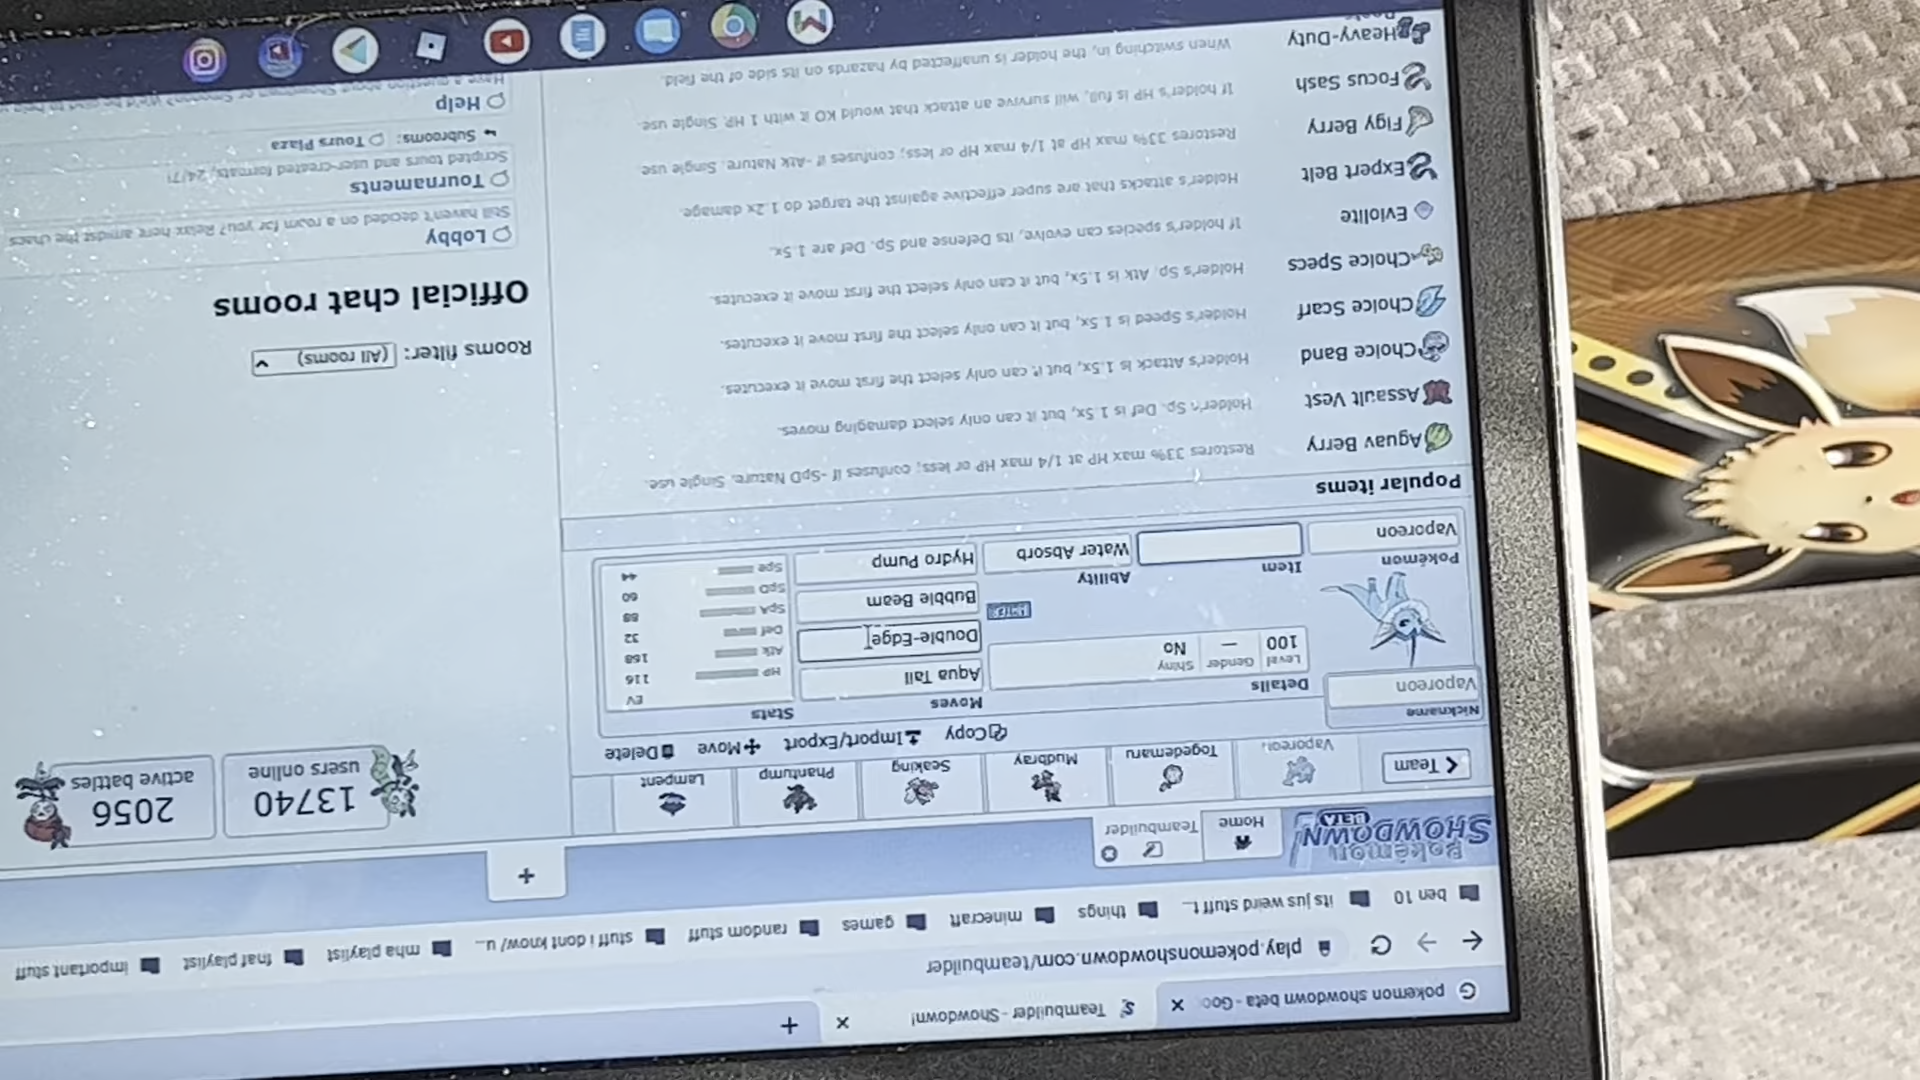 pokemon showdown beta - Goo
Teambuilder - Showdown!
play.pokemonshowdown.com/teambuilder
ben 10
its jus weird stuff t...
things
minecraft
games
random stuff
stuff i dont know/ u...
mha playlist
fnaf playlist
important stuff
Pokémon
SHOWDOWN
BETA
Home
Teambuilder
Team
Vaporeon
Togedemaru
Mudbray
Seaking
Phantump
Lampent
Copy
Import/Export
Move
Delete
Nickname
Vaporeon
Details
Level
Gender
Shiny
100
—
No
WATER
Pokémon
Vaporeon
Item
Ability
Water Absorb
Moves
Aqua Tail
Double-Edge
Bubble Beam
Hydro Pump
Stats
EV
HP 116
Atk 168
Def 32
SpA 88
SpD 60
Spe 44
Popular items
Aguav Berry Restores 33% max HP at 1/4 max HP or less; confuses if -SpD Nature. Single use.
Assault Vest Holder's Sp. Def is 1.5x, but it can only select damaging moves.
Choice Band Holder's Attack is 1.5x, but it can only select the first move it executes.
Choice Scarf Holder's Speed is 1.5x, but it can only select the first move it executes.
Choice Specs Holder's Sp. Atk is 1.5x, but it can only select the first move it executes.
Eviolite If holder's species can evolve, its Defense and Sp. Def are 1.5x.
Expert Belt Holder's attacks that are super effective against the target do 1.2x damage.
Figy Berry Restores 33% max HP at 1/4 max HP or less; confuses if -Atk Nature. Single use
Focus Sash If holder's HP is full, will survive an attack that would KO it with 1 HP. Single use.
Heavy-Duty When switching in, the holder is unaffected by hazards on its side of the field.
13740
users online
2056
active battles
Rooms filter: (All rooms)
Official chat rooms
Lobby
Still haven't decided on a room for you? Relax here amidst the chaos
Tournaments
Scripted tours and user-created formats, 24/7!
Subrooms: Tours Plaza
Help
Have a question about Showdown or Smogon? We'd be glad to help